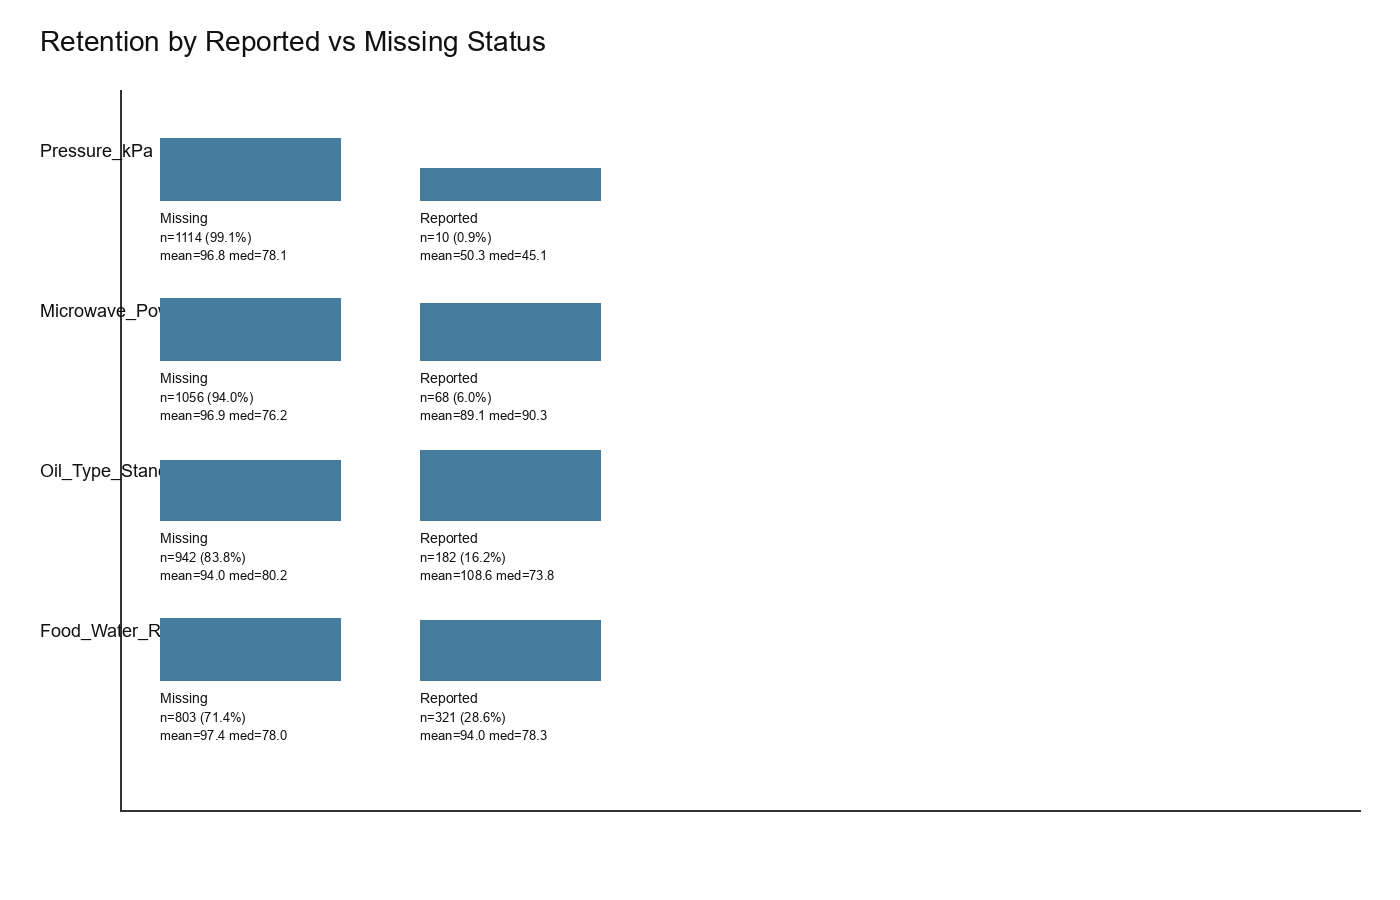 Retention by Reported vs Missing Status
Pressure_kPa
Missing
n=1114 (99.1%)
mean=96.8 med=78.1
Reported
n=10 (0.9%)
mean=50.3 med=45.1
Microwave_Po
Missing
n=1056 (94.0%)
mean=96.9 med=76.2
Reported
n=68 (6.0%)
mean=89.1 med=90.3
Oil_Type_Stan
Missing
n=942 (83.8%)
mean=94.0 med=80.2
Reported
n=182 (16.2%)
mean=108.6 med=73.8
Food_Water_R
Missing
n=803 (71.4%)
mean=97.4 med=78.0
Reported
n=321 (28.6%)
mean=94.0 med=78.3